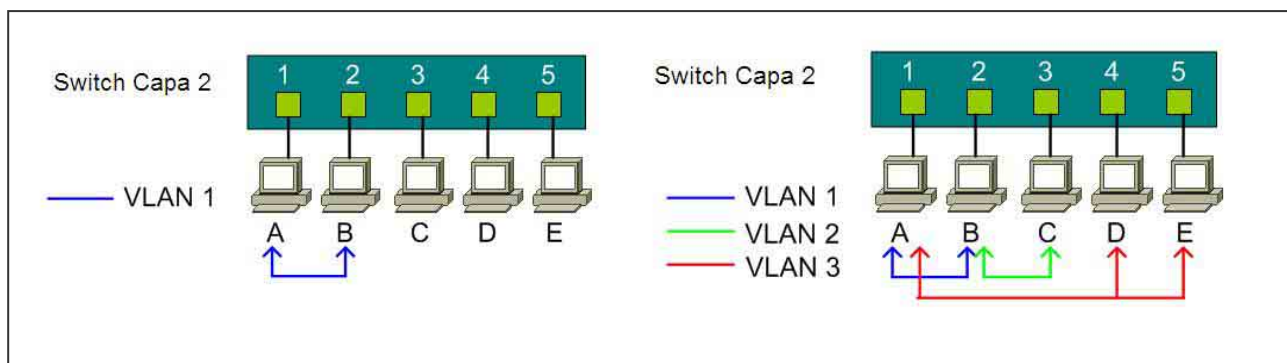 Switch Capa 2
1 2 3 4 5
VLAN 1
A B C D E
Switch Capa 2
1 2 3 4 5
VLAN 1
VLAN 2
VLAN 3
A B C D E